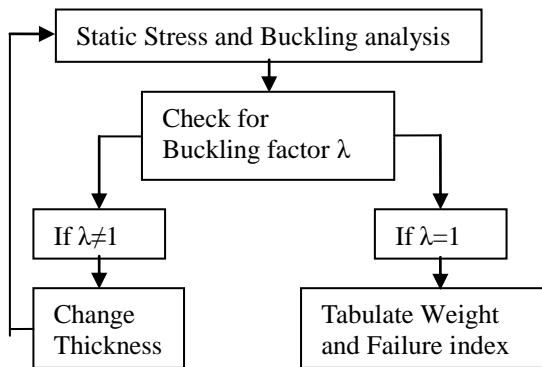 Static Stress and Buckling analysis
Check for
Buckling factor λ
If λ≠1
If λ=1
Change
Thickness
Tabulate Weight
and Failure index